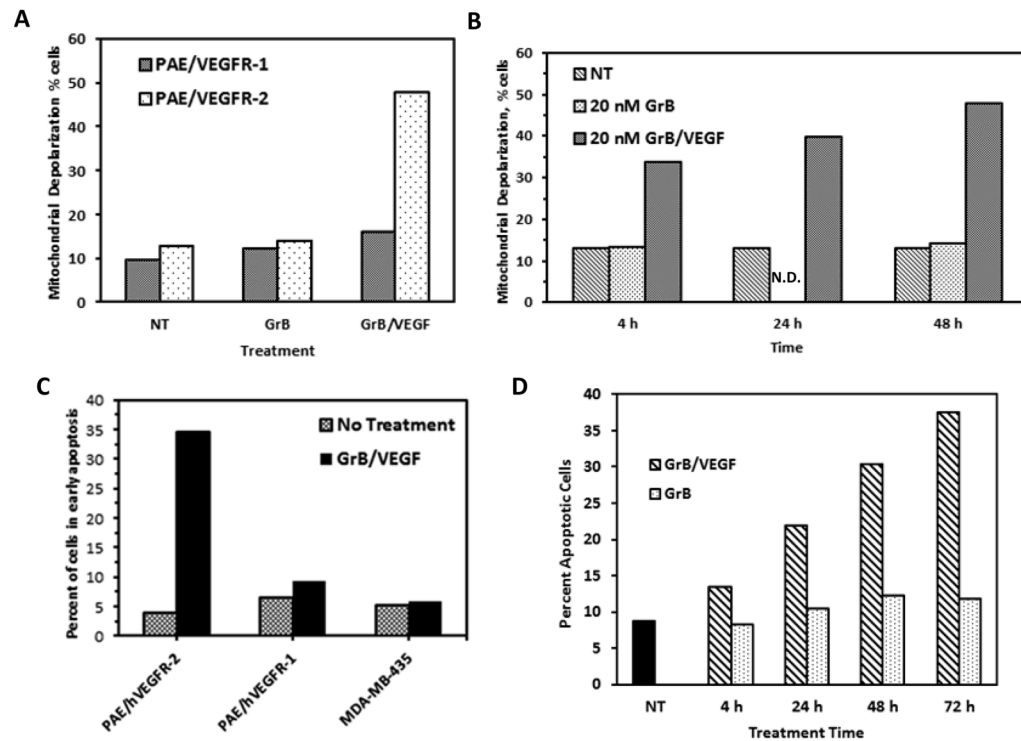 A
Mitochondrial Depolarization % cells
60
50
40
30
20
10
0
PAE/VEGFR-1
PAE/VEGFR-2
NT
GrB
GrB/VEGF
Treatment
B
Mitochondrial Depolarization, % cells
60
50
40
30
20
10
0
NT
20 nM GrB
20 nM GrB/VEGF
N.D.
4 h
24 h
48 h
Time
C
Percent of cells in early apoptosis
40
35
30
25
20
15
10
5
0
No Treatment
GrB/VEGF
PAE/hVEGFR-2
PAE/hVEGFR-1
MDA-MB-435
D
Percent Apoptotic Cells
40
35
30
25
20
15
10
5
0
GrB/VEGF
GrB
NT
4 h
24 h
48 h
72 h
Treatment Time